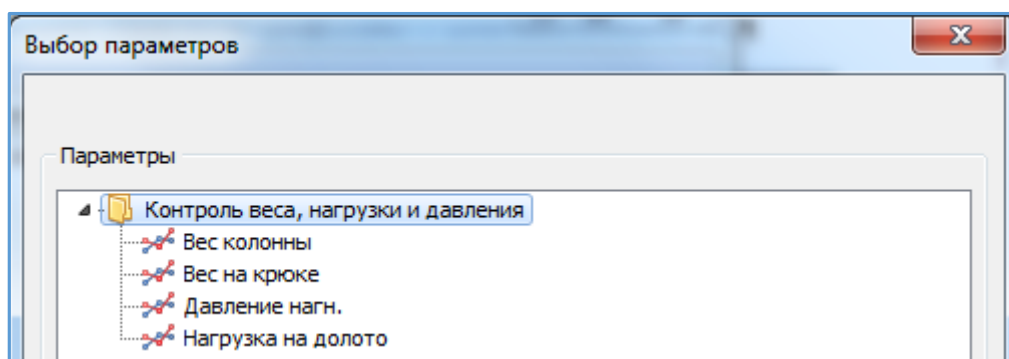 Выбор параметров
Параметры
Контроль веса, нагрузки и давления
Вес колонны
Вес на крюке
Давление нагн.
Нагрузка на долото